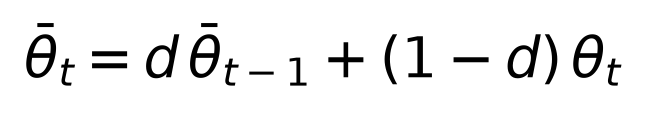 θ̄ₜ = d θ̄ₜ₋₁ + (1 − d) θₜ